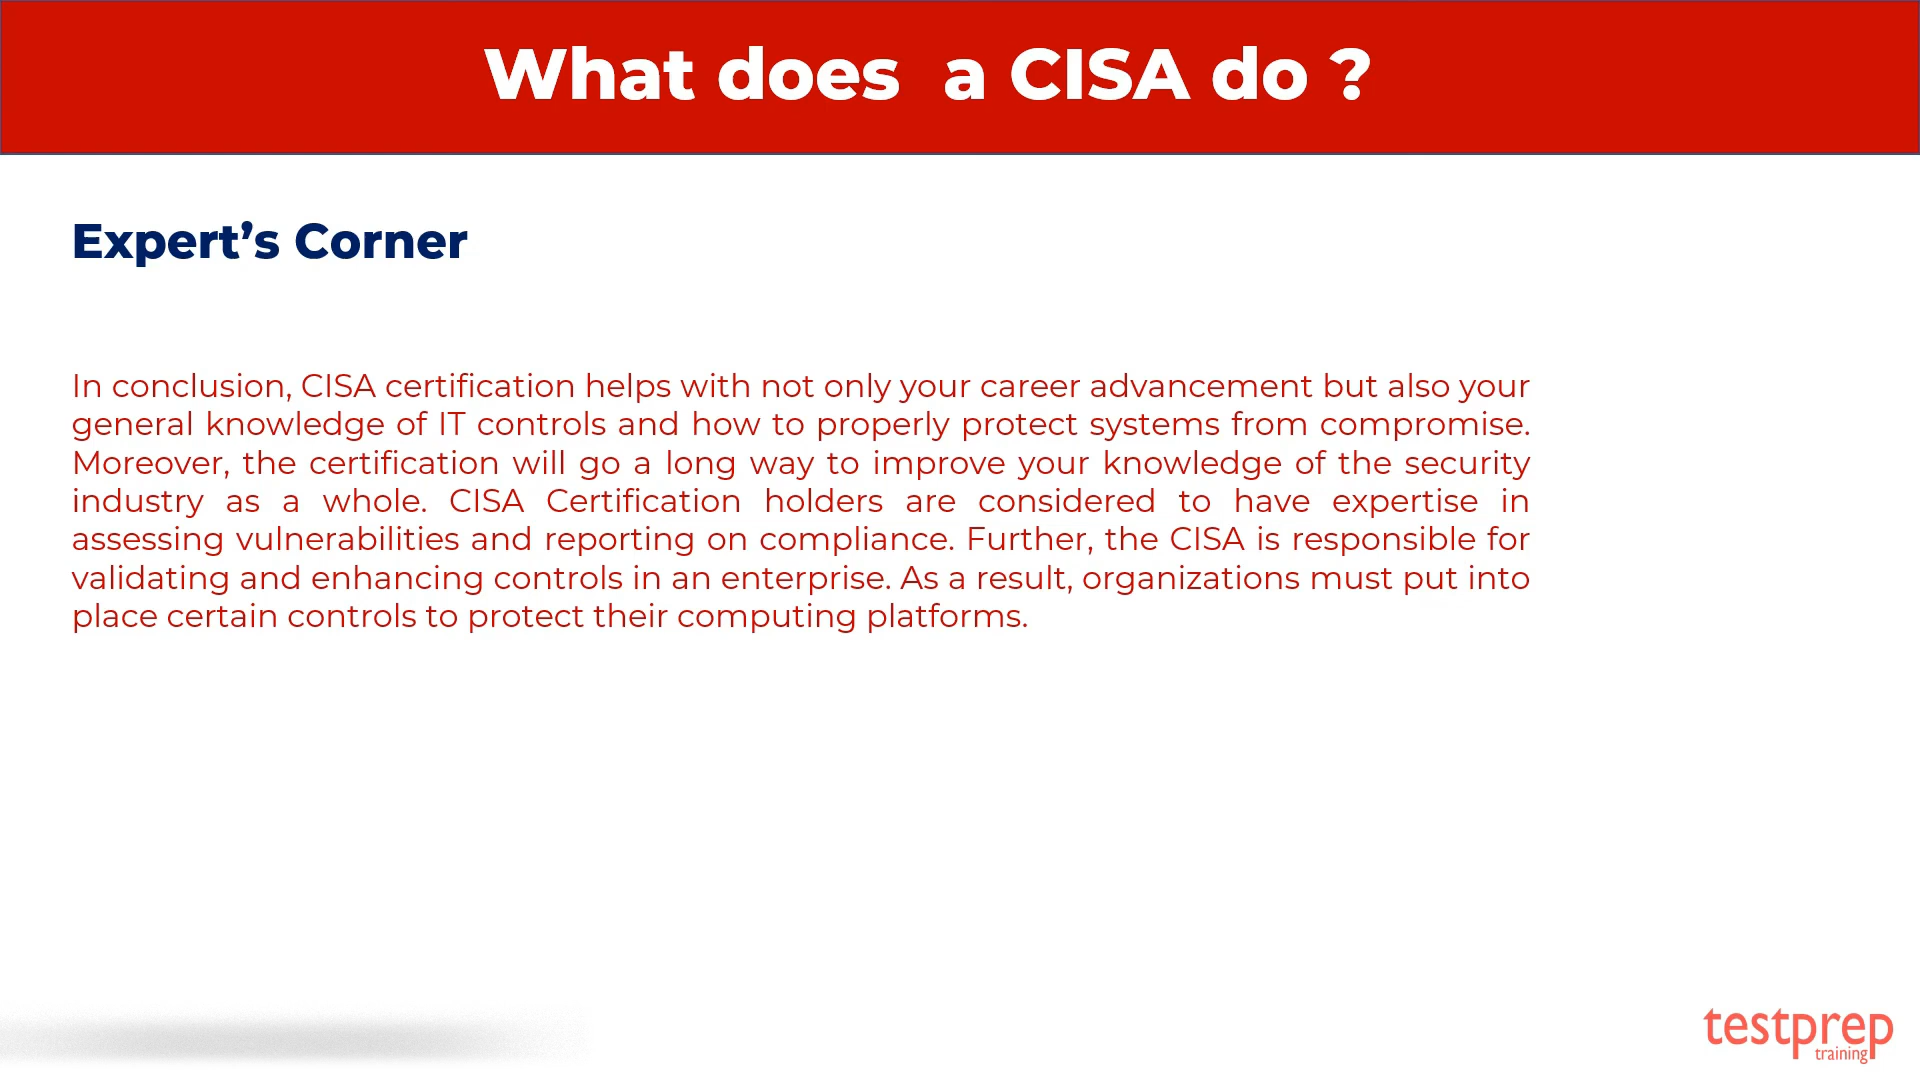 What does  a CISA do ?
Expert’s Corner
In conclusion, CISA certification helps with not only your career advancement but also your
general knowledge of IT controls and how to properly protect systems from compromise.
Moreover, the certification will go a long way to improve your knowledge of the security
industry as a whole. CISA Certification holders are considered to have expertise in
assessing vulnerabilities and reporting on compliance. Further, the CISA is responsible for
validating and enhancing controls in an enterprise. As a result, organizations must put into
place certain controls to protect their computing platforms.
testprep
training